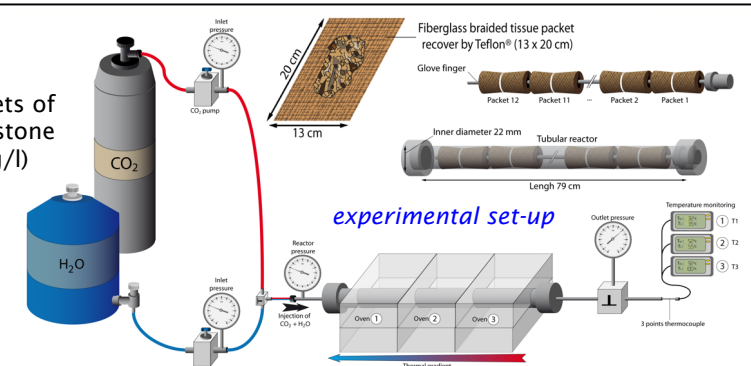 ets of
stone
g/l)
CO2
H2O
Inlet
pressure
CO2 pump
Inlet
pressure
20 cm
13 cm
Fiberglass braided tissue packet
recover by Teflon® (13 x 20 cm)
Glove finger
Packet 12 Packet 11 ... Packet 2 Packet 1
Inner diameter 22 mm
Tubular reactor
Lengh 79 cm
experimental set-up
Reactor
pressure
Injection of
CO2 + H2O
Oven 1 Oven 2 Oven 3
Thermal gradient
Outlet pressure
Temperature monitoring
1 T1
2 T2
3 T3
3 points thermocouple